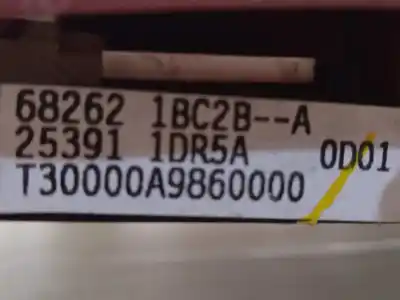 68262 1BC2B--A
25391 1DR5A 0D01
T30000A9860000